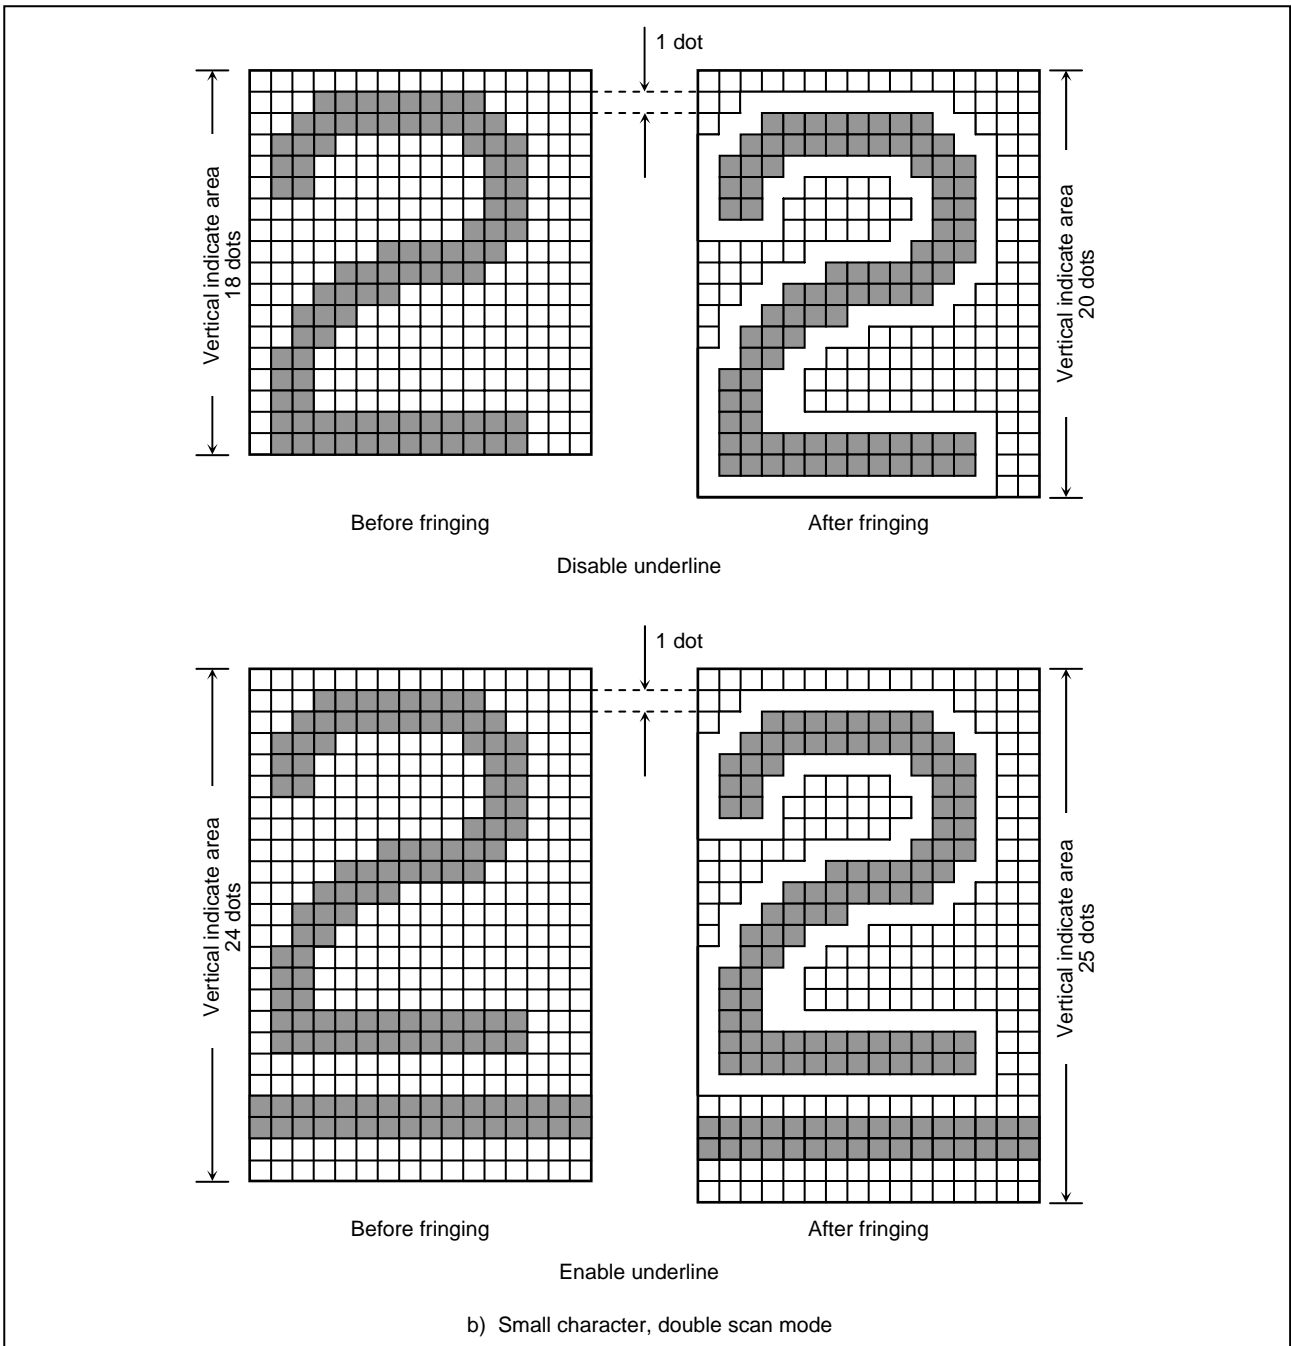 1 dot
Vertical indicate area
18 dots
Vertical indicate area
20 dots
Before fringing
After fringing
Disable underline
1 dot
Vertical indicate area
24 dots
Vertical indicate area
25 dots
Before fringing
After fringing
Enable underline
b) Small character, double scan mode